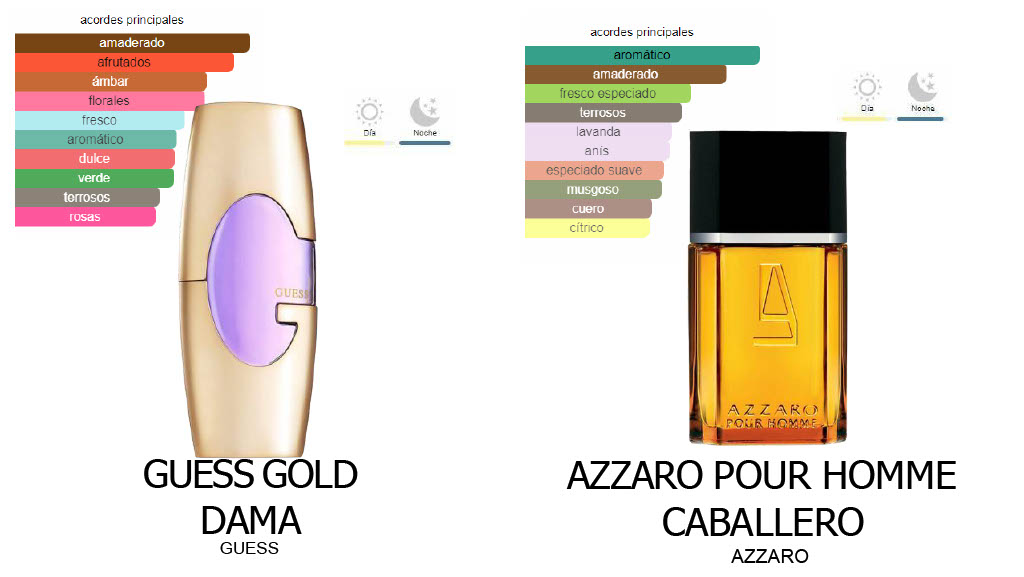 acordes principales
amaderado
afrutados
ámbar
florales
fresco
aromático
dulce
verde
terrosos
rosas
Día
Noche
GUESS
GUESS GOLD
DAMA
GUESS
acordes principales
aromático
amaderado
fresco especiado
terrosos
lavanda
anís
especiado suave
musgoso
cuero
cítrico
Día
Noche
AZZARO
POUR HOMME
AZZARO POUR HOMME
CABALLERO
AZZARO